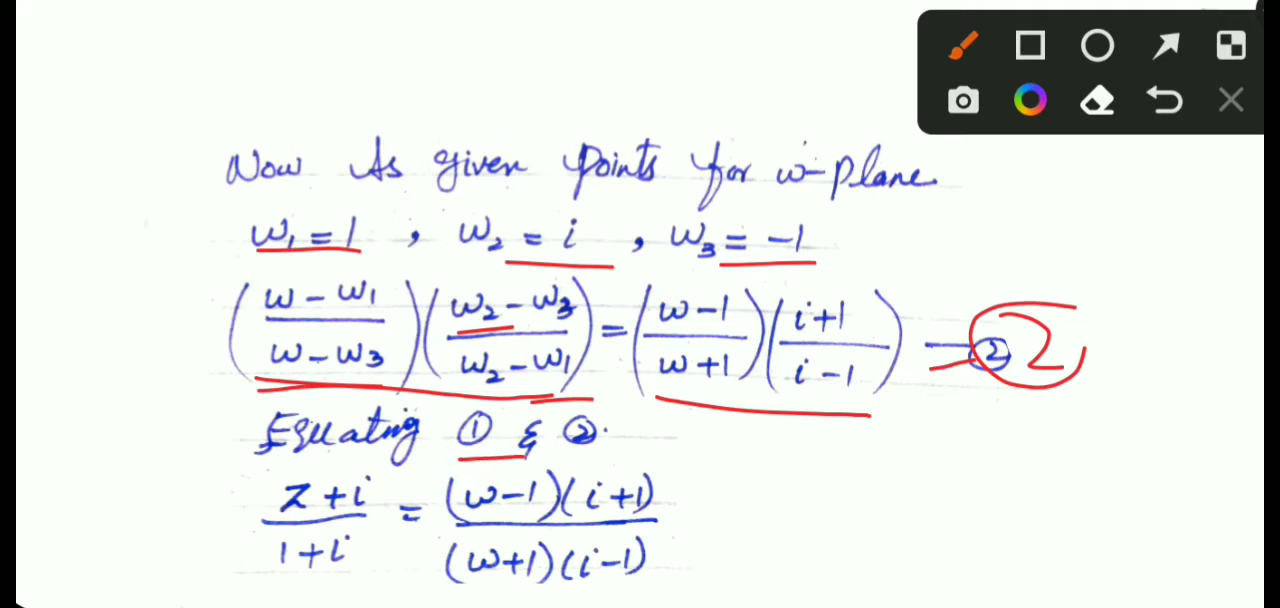 Now As given points for w-plane
w₁ = 1 , w₂ = i , w₃ = -1
((w - w₁)/(w - w₃)) ((w₂ - w₃)/(w₂ - w₁)) = ((w - 1)/(w + 1)) ((i + 1)/(i - 1)) — ② 2
Equating ① & ②.
(z + i)/(1 + i) = ((w - 1)(i + 1))/((w + 1)(i - 1))